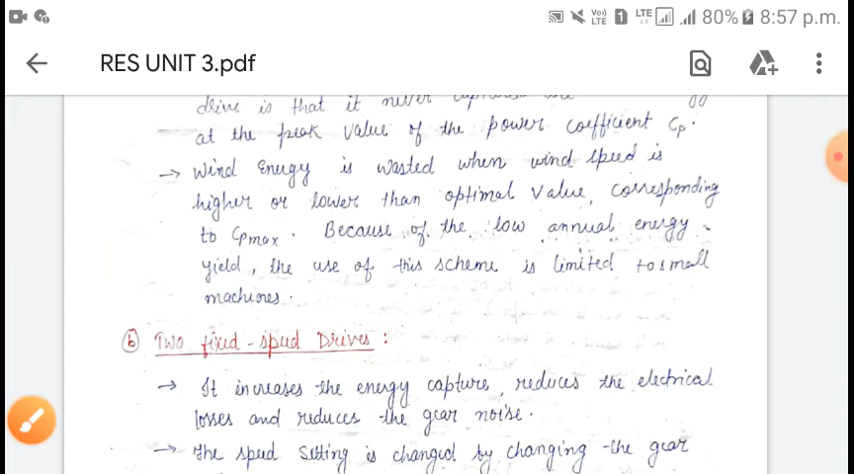 Vo)) LTE 1 LTE 80% 8:57 p.m.
RES UNIT 3.pdf
drive is that it never
at the peak value of the power coefficient Cp.
→ Wind Energy is wasted when wind speed is
higher or lower than optimal value, corresponding
to Cpmax. Because of the low annual energy
yield, the use of this scheme is limited to small
machines.
ⓑ Two fixed-speed Drives :
→ It increases the energy capture, reduces the electrical
losses and reduces the gear noise.
→ The speed setting is changed by changing the gear